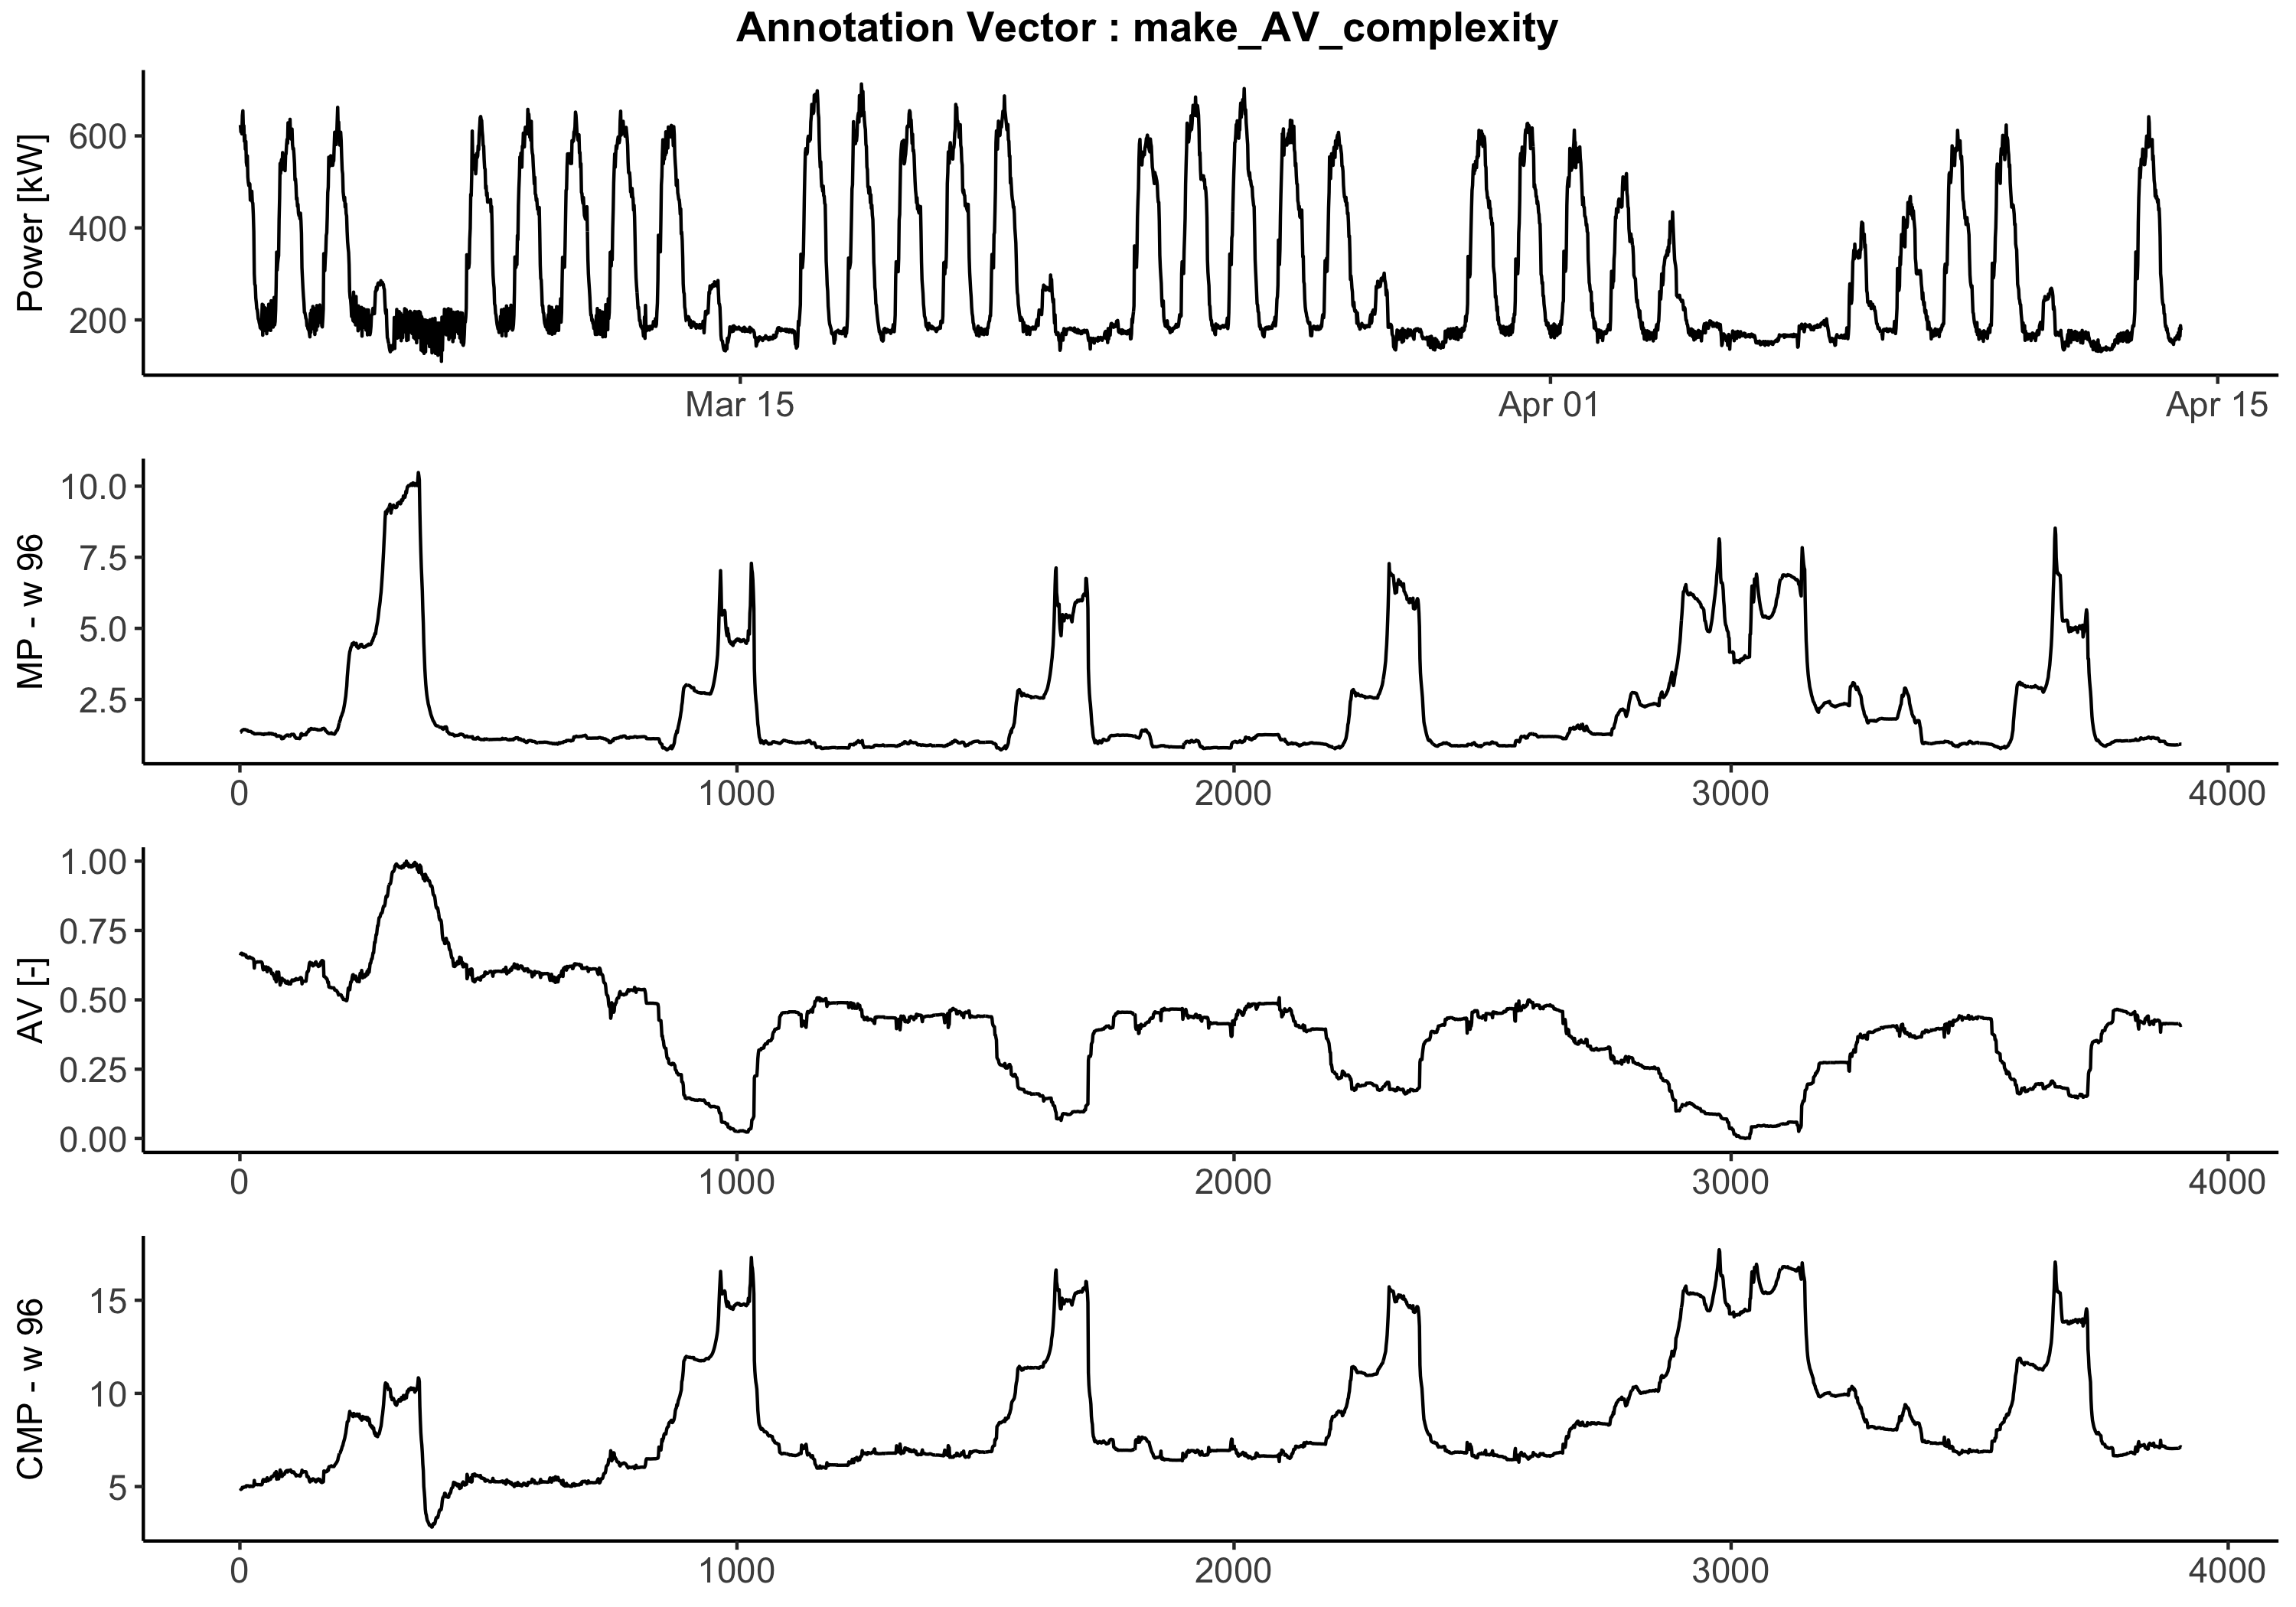 Annotation Vector : make_AV_complexity
Power [kW]
600
400
200
Mar 15 Apr 01 Apr 15
MP - w 96
10.0
7.5
5.0
2.5
0 1000 2000 3000 4000
AV [-]
1.00
0.75
0.50
0.25
0.00
0 1000 2000 3000 4000
CMP - w 96
15
10
5
0 1000 2000 3000 4000